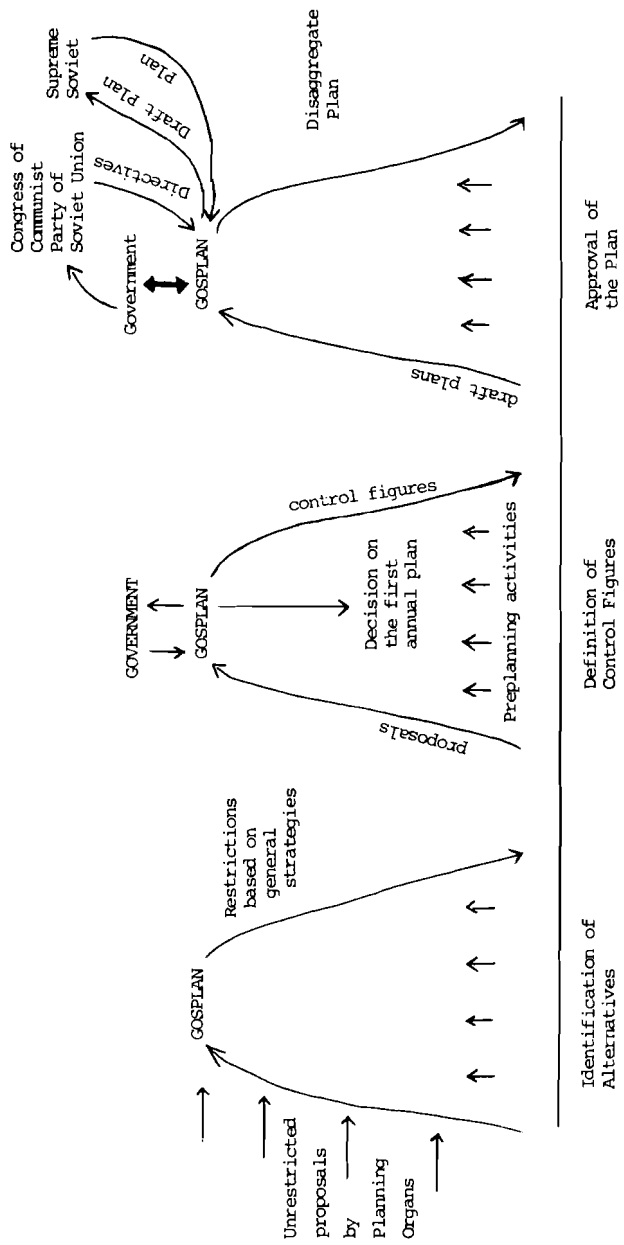 Unrestricted
proposals
by
Planning
Organs
GOSPLAN
Restrictions
based on
general
strategies
Identification of
Alternatives
GOVERNMENT
GOSPLAN
proposals
control figures
Decision on
the first
annual plan
Preplanning activities
Definition of
Control Figures
Congress of
Communist
Party of
Soviet Union
Supreme
Soviet
Government
GOSPLAN
Directives
Draft Plan
Plan
draft plans
Disaggregate
Plan
Approval of
the Plan